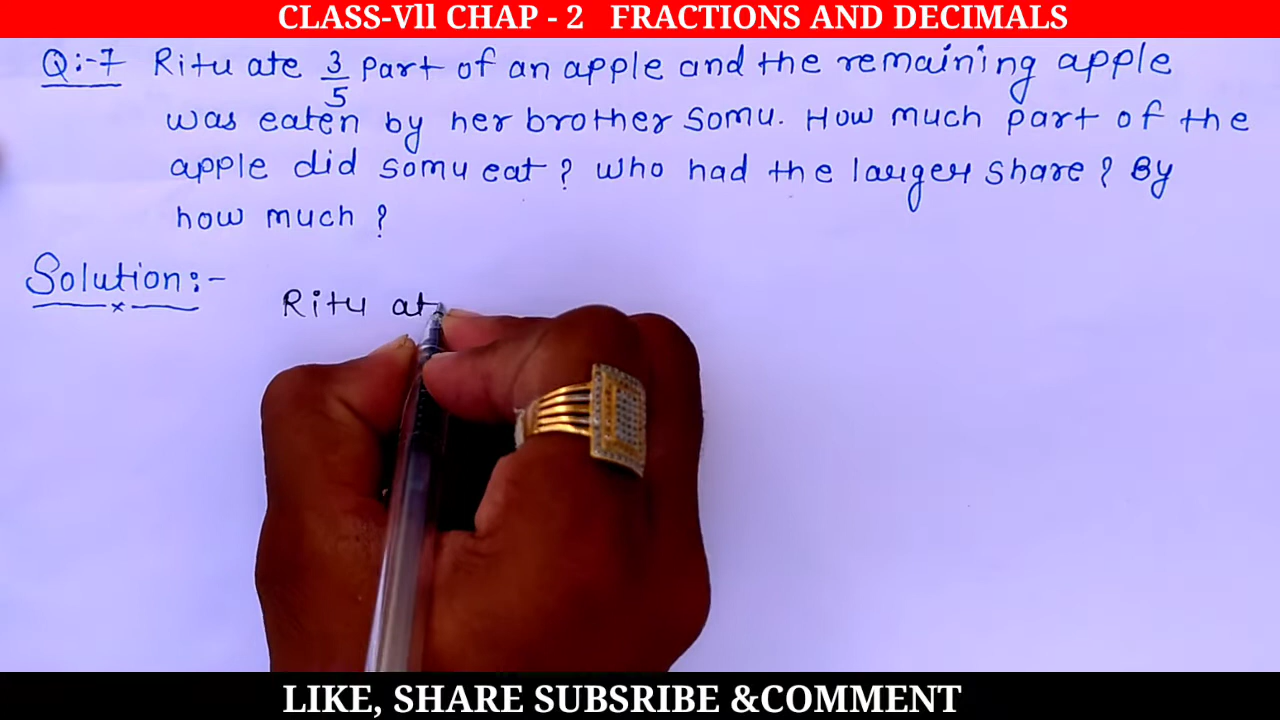 CLASS-Vll CHAP - 2 FRACTIONS AND DECIMALS
Q:-7 Ritu ate 3/5 part of an apple and the remaining apple
was eaten by her brother Somu. How much part of the
apple did somu eat ? Who had the larger share ? By
how much ?
Solution:-
Ritu at
LIKE, SHARE SUBSRIBE &COMMENT